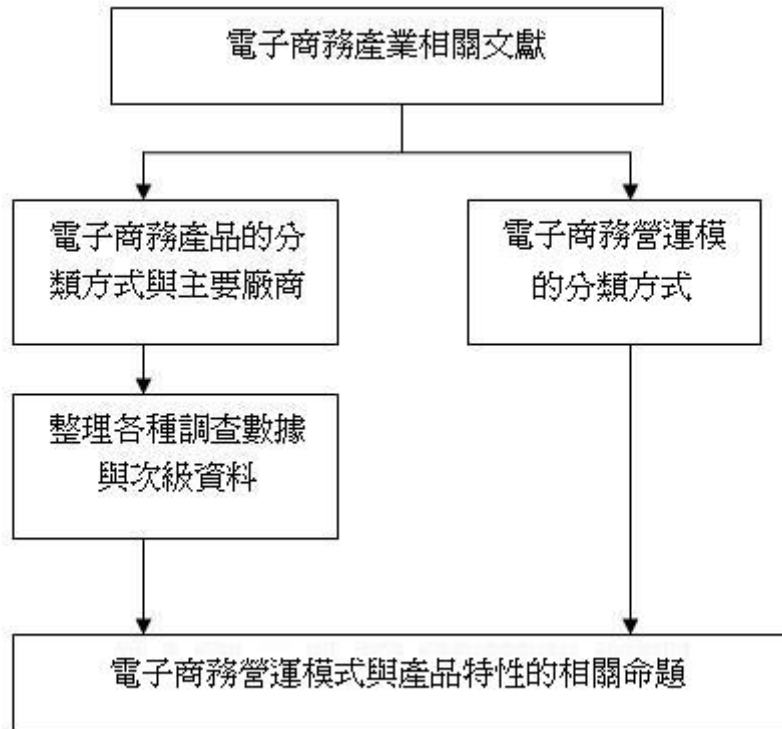 電子商務產業相關文獻
電子商務產品的分
類方式與主要廠商
電子商務營運模
的分類方式
整理各種調查數據
與次級資料
電子商務營運模式與產品特性的相關命題